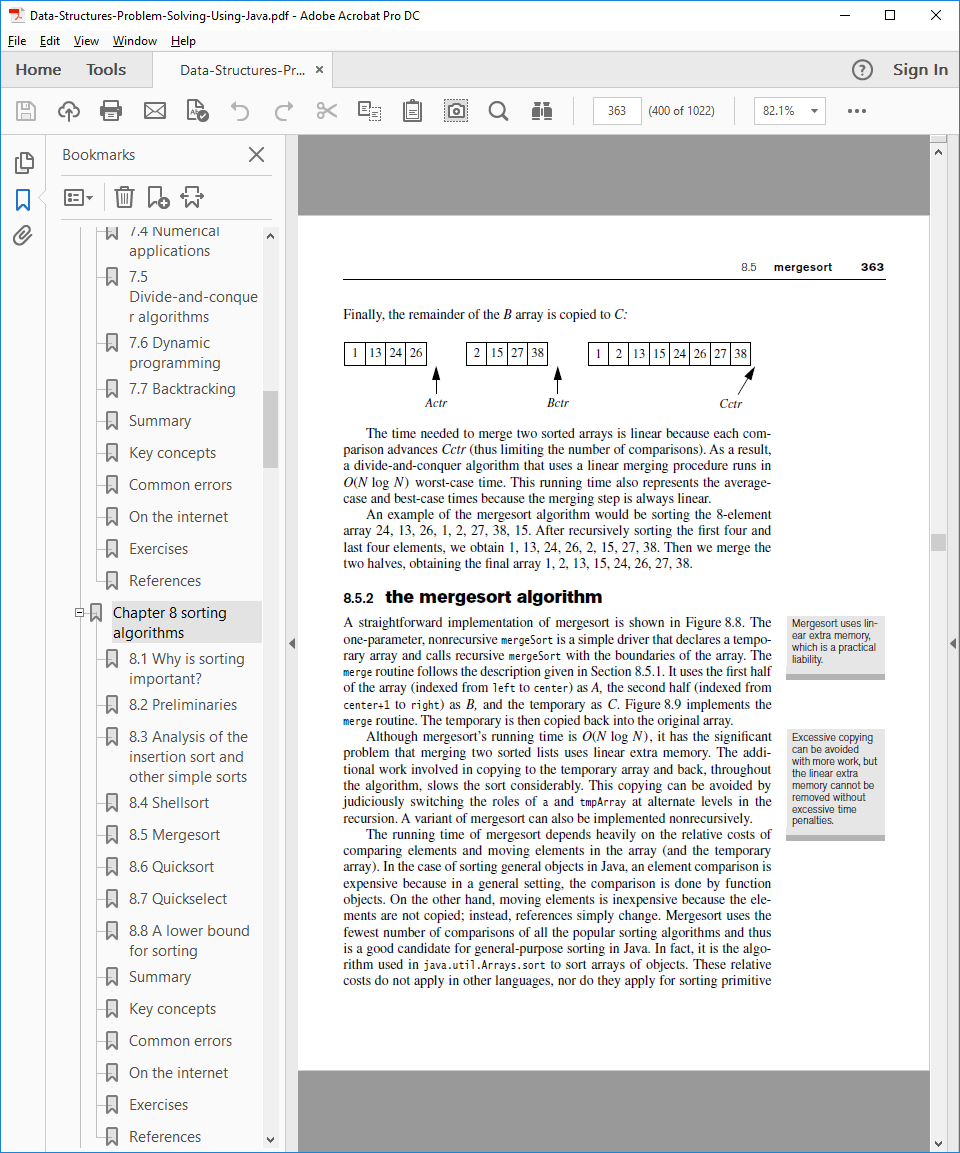 Data-Structures-Problem-Solving-Using-Java.pdf - Adobe Acrobat Pro DC
File Edit View Window Help
Home Tools Data-Structures-Pr... × Sign In
363 (400 of 1022) 82.1%
Bookmarks
7.4 Numerical
applications
7.5
Divide-and-conque
r algorithms
7.6 Dynamic
programming
7.7 Backtracking
Summary
Key concepts
Common errors
On the internet
Exercises
References
Chapter 8 sorting
algorithms
8.1 Why is sorting
important?
8.2 Preliminaries
8.3 Analysis of the
insertion sort and
other simple sorts
8.4 Shellsort
8.5 Mergesort
8.6 Quicksort
8.7 Quickselect
8.8 A lower bound
for sorting
Summary
Key concepts
Common errors
On the internet
Exercises
References
8.5 mergesort 363
Finally, the remainder of the B array is copied to C:
1 13 24 26 2 15 27 38 1 2 13 15 24 26 27 38
Actr Bctr Cctr
The time needed to merge two sorted arrays is linear because each com-
parison advances Cctr (thus limiting the number of comparisons). As a result,
a divide-and-conquer algorithm that uses a linear merging procedure runs in
O(N log N) worst-case time. This running time also represents the average-
case and best-case times because the merging step is always linear.
An example of the mergesort algorithm would be sorting the 8-element
array 24, 13, 26, 1, 2, 27, 38, 15. After recursively sorting the first four and
last four elements, we obtain 1, 13, 24, 26, 2, 15, 27, 38. Then we merge the
two halves, obtaining the final array 1, 2, 13, 15, 24, 26, 27, 38.
8.5.2 the mergesort algorithm
A straightforward implementation of mergesort is shown in Figure 8.8. The
one-parameter, nonrecursive mergeSort is a simple driver that declares a tempo-
rary array and calls recursive mergeSort with the boundaries of the array. The
merge routine follows the description given in Section 8.5.1. It uses the first half
of the array (indexed from left to center) as A, the second half (indexed from
center+1 to right) as B, and the temporary as C. Figure 8.9 implements the
merge routine. The temporary is then copied back into the original array.
Although mergesort's running time is O(N log N), it has the significant
problem that merging two sorted lists uses linear extra memory. The addi-
tional work involved in copying to the temporary array and back, throughout
the algorithm, slows the sort considerably. This copying can be avoided by
judiciously switching the roles of a and tmpArray at alternate levels in the
recursion. A variant of mergesort can also be implemented nonrecursively.
The running time of mergesort depends heavily on the relative costs of
comparing elements and moving elements in the array (and the temporary
array). In the case of sorting general objects in Java, an element comparison is
expensive because in a general setting, the comparison is done by function
objects. On the other hand, moving elements is inexpensive because the ele-
ments are not copied; instead, references simply change. Mergesort uses the
fewest number of comparisons of all the popular sorting algorithms and thus
is a good candidate for general-purpose sorting in Java. In fact, it is the algo-
rithm used in java.util.Arrays.sort to sort arrays of objects. These relative
costs do not apply in other languages, nor do they apply for sorting primitive
Mergesort uses lin-
ear extra memory,
which is a practical
liability.
Excessive copying
can be avoided
with more work, but
the linear extra
memory cannot be
removed without
excessive time
penalties.